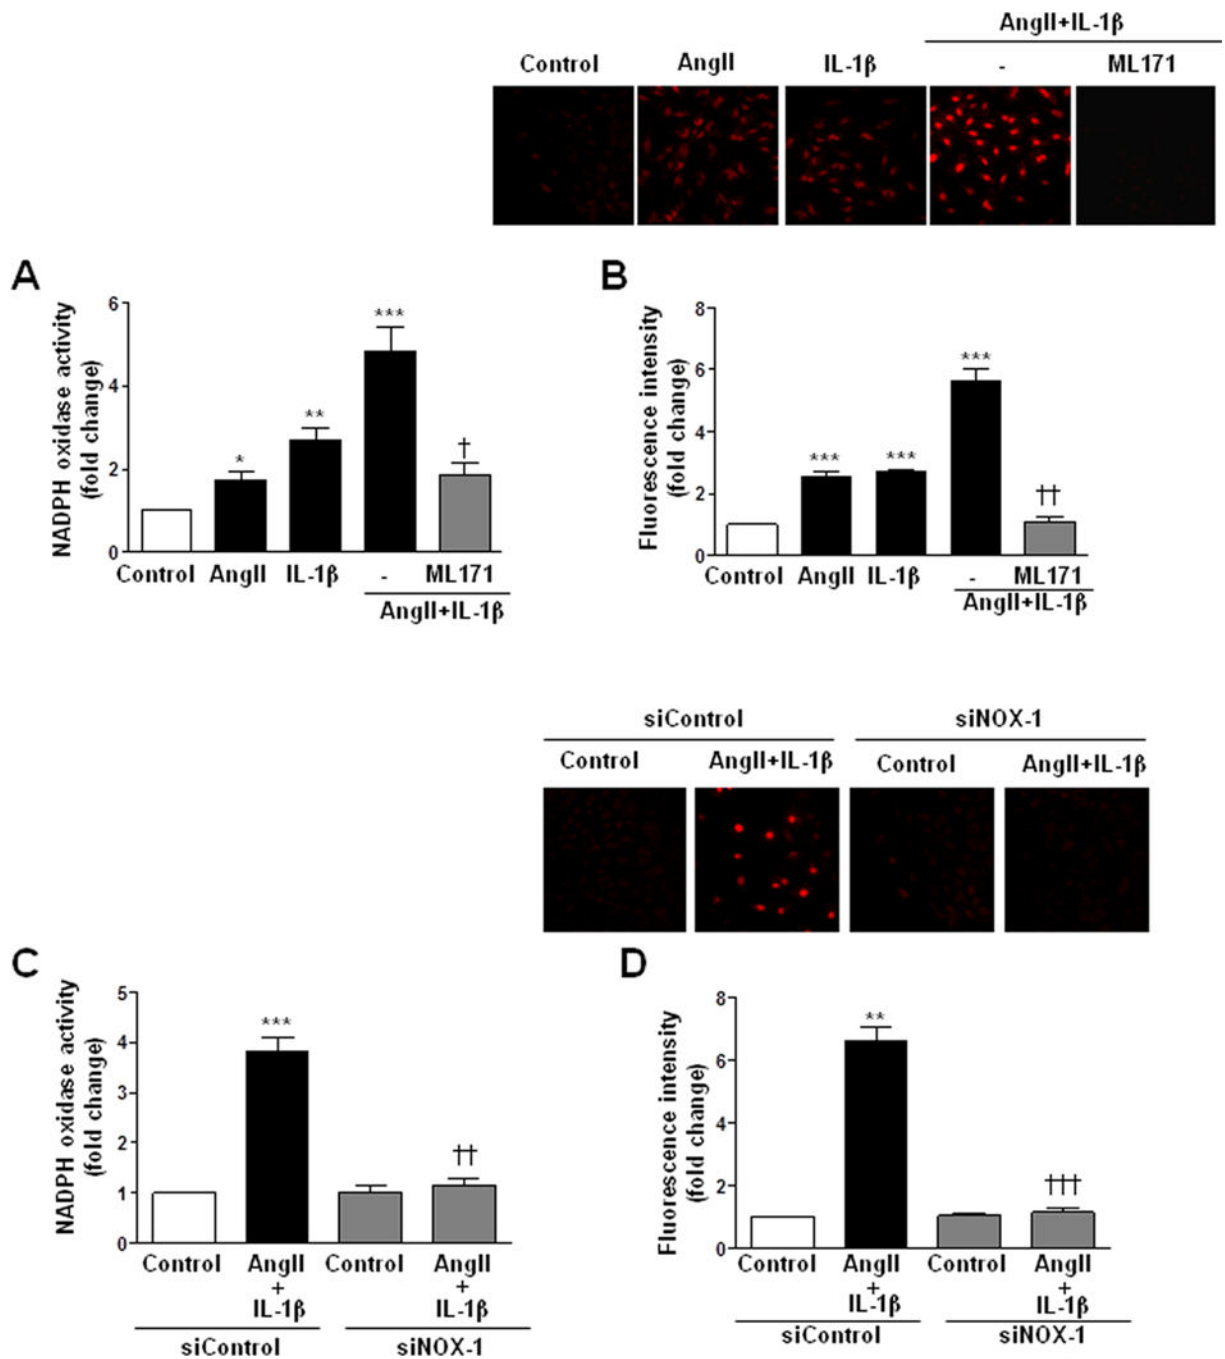 AngII+IL-1β
Control AngII IL-1β - ML171
A
NADPH oxidase activity
(fold change)
6
4
2
0
*
**
***
†
Control AngII IL-1β - ML171
AngII+IL-1β
B
Fluorescence intensity
(fold change)
8
6
4
2
0
***
***
***
††
Control AngII IL-1β - ML171
AngII+IL-1β
siControl siNOX-1
Control AngII+IL-1β Control AngII+IL-1β
C
NADPH oxidase activity
(fold change)
5
4
3
2
1
0
***
††
Control AngII + IL-1β Control AngII + IL-1β
siControl siNOX-1
D
Fluorescence intensity
(fold change)
8
6
4
2
0
**
†††
Control AngII + IL-1β Control AngII + IL-1β
siControl siNOX-1